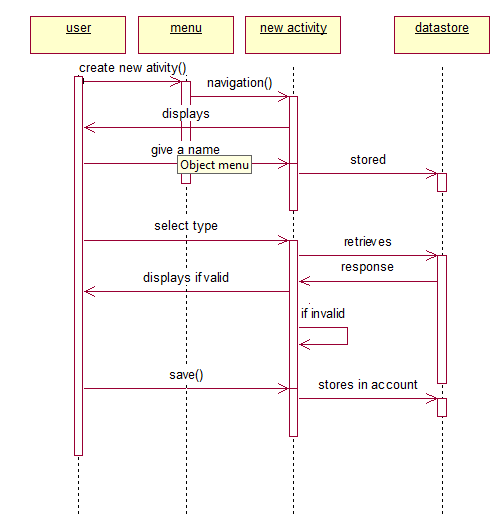 user menu new activity datastore
create new ativity()
navigation()
displays
give a name
Object menu
stored
select type
retrieves
response
displays if valid
if invalid
save()
stores in account